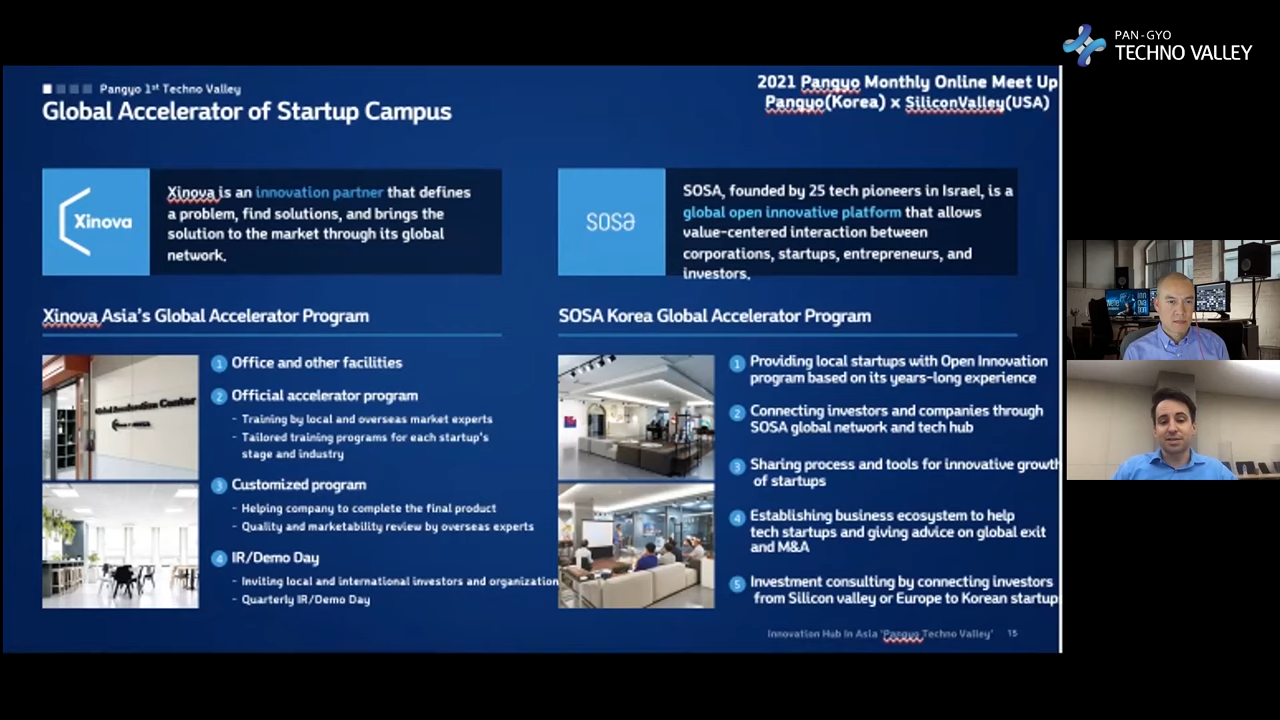 PAN-GYO
TECHNO VALLEY
Pangyo 1st Techno Valley
Global Accelerator of Startup Campus
2021 Pangyo Monthly Online Meet Up
Pangyo(Korea) x SiliconValley(USA)
Xinova
Xinova is an innovation partner that defines
a problem, find solutions, and brings the
solution to the market through its global
network.
SOSA
SOSA, founded by 25 tech pioneers in Israel, is a
global open innovative platform that allows
value-centered interaction between
corporations, startups, entrepreneurs, and
investors.
Xinova Asia's Global Accelerator Program
1 Office and other facilities
2 Official accelerator program
- Training by local and overseas market experts
- Tailored training programs for each startup's
stage and industry
3 Customized program
- Helping company to complete the final product
- Quality and marketability review by overseas experts
4 IR/Demo Day
- Inviting local and international investors and organization
- Quarterly IR/Demo Day
SOSA Korea Global Accelerator Program
1 Providing local startups with Open Innovation
program based on its years-long experience
2 Connecting investors and companies through
SOSA global network and tech hub
3 Sharing process and tools for innovative growth
of startups
4 Establishing business ecosystem to help
tech startups and giving advice on global exit
and M&A
5 Investment consulting by connecting investors
from Silicon valley or Europe to Korean startup
Innovation Hub in Asia 'Pangyo Techno Valley' 15